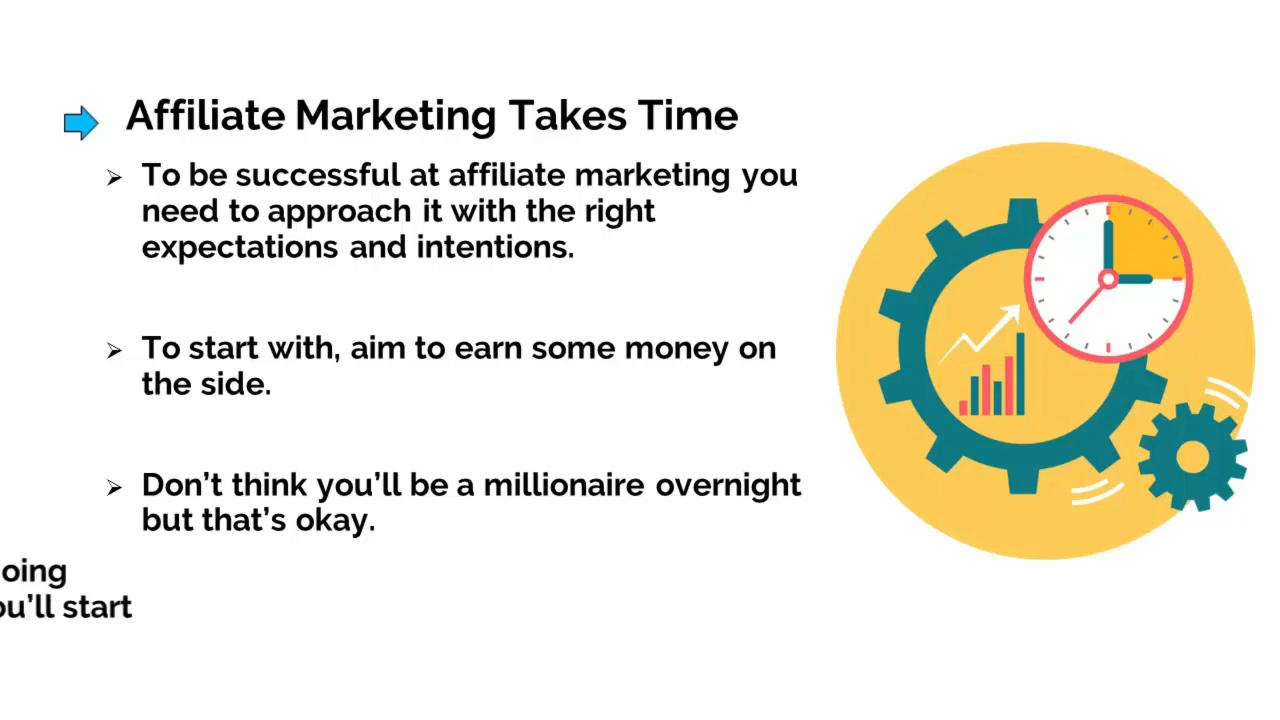 Affiliate Marketing Takes Time
To be successful at affiliate marketing you
need to approach it with the right
expectations and intentions.
To start with, aim to earn some money on
the side.
Don’t think you’ll be a millionaire overnight
but that’s okay.
oing
ou’ll start